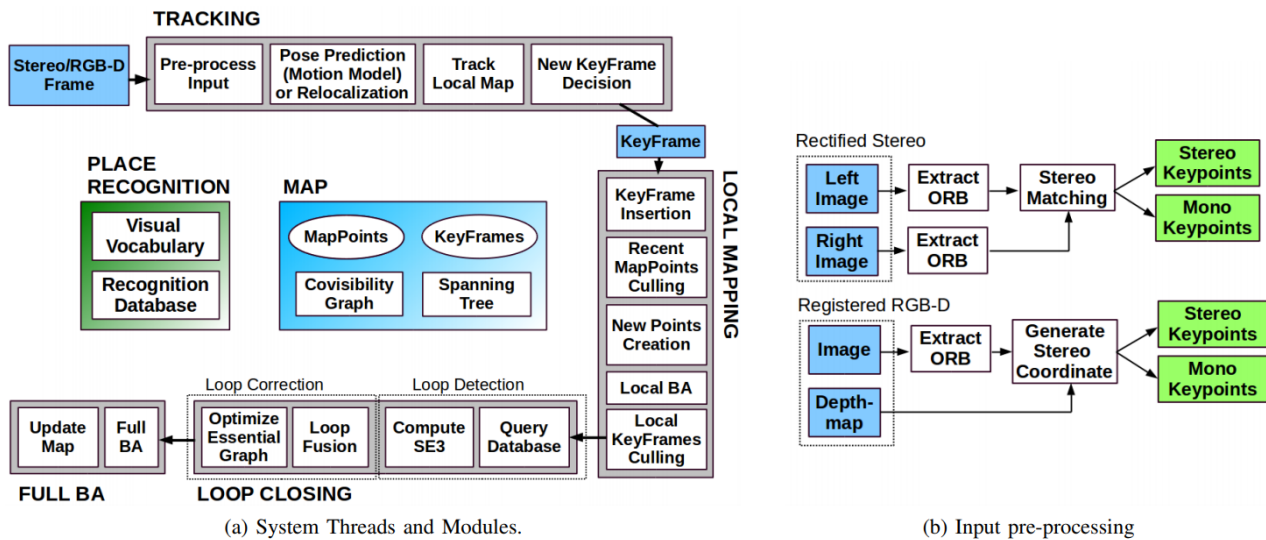 TRACKING
Stereo/RGB-D
Frame
Pre-process
Input
Pose Prediction
(Motion Model)
or Relocalization
Track
Local Map
New KeyFrame
Decision
KeyFrame
PLACE
RECOGNITION
Visual
Vocabulary
Recognition
Database
MAP
MapPoints
KeyFrames
Covisibility
Graph
Spanning
Tree
LOCAL MAPPING
KeyFrame
Insertion
Recent
MapPoints
Culling
New Points
Creation
Local BA
Local
KeyFrames
Culling
Loop Correction
Loop Detection
Update
Map
Full
BA
Optimize
Essential
Graph
Loop
Fusion
Compute
SE3
Query
Database
FULL BA
LOOP CLOSING
(a) System Threads and Modules.
Rectified Stereo
Left
Image
Extract
ORB
Stereo
Matching
Stereo
Keypoints
Mono
Keypoints
Right
Image
Extract
ORB
Registered RGB-D
Image
Extract
ORB
Generate
Stereo
Coordinate
Stereo
Keypoints
Mono
Keypoints
Depth-
map
(b) Input pre-processing